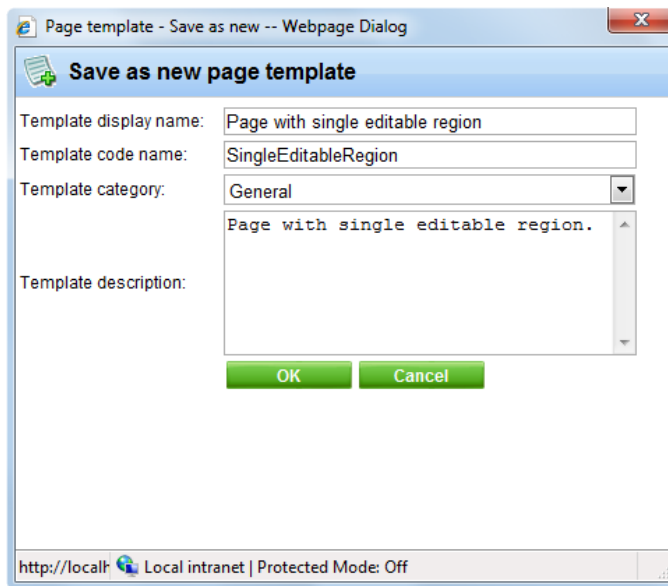 Page template - Save as new -- Webpage Dialog
Save as new page template
Template display name: Page with single editable region
Template code name: SingleEditableRegion
Template category: General
Page with single editable region.
Template description:
OK Cancel
http://localh Local intranet | Protected Mode: Off